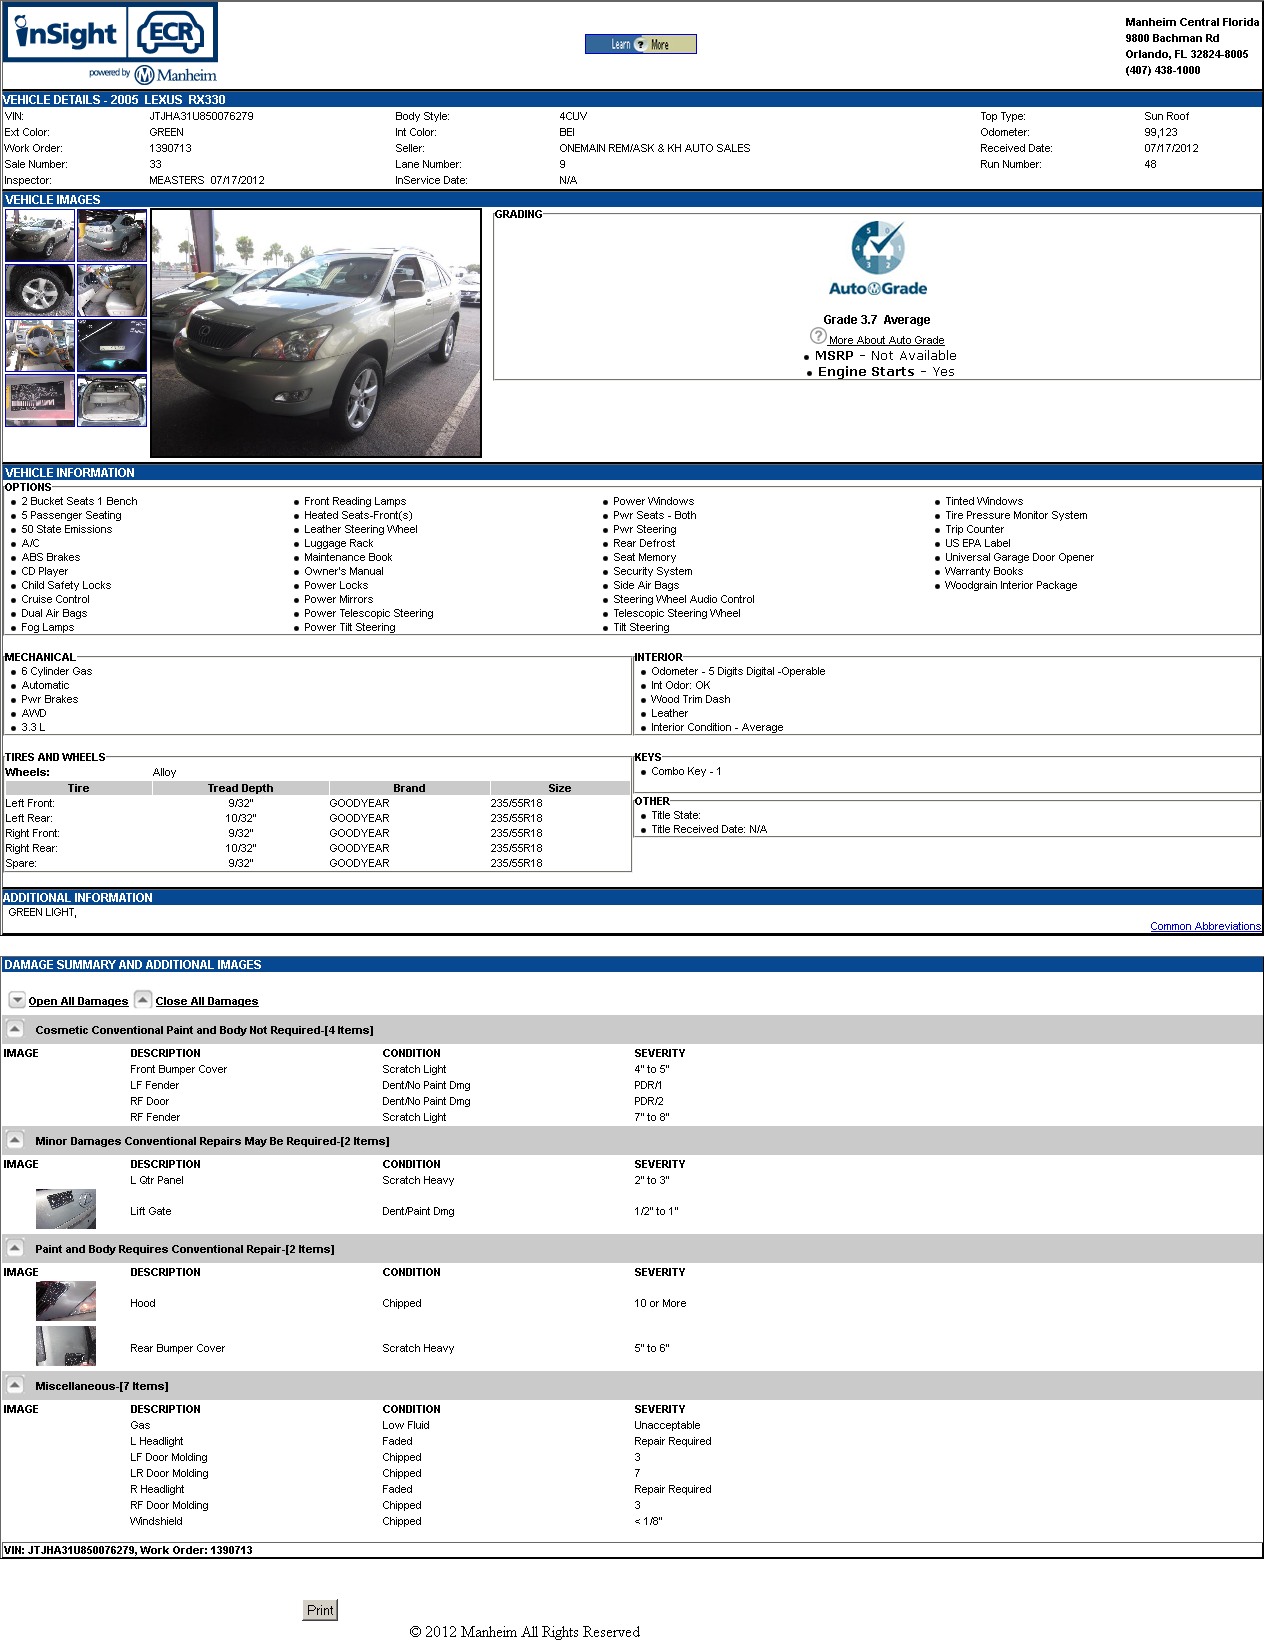 inSight ECR
powered by Manheim
Learn ? More
Manheim Central Florida
9800 Bachman Rd
Orlando, FL 32824-8005
(407) 438-1000
VEHICLE DETAILS - 2005 LEXUS RX330
VIN: JTJHA31U850076279 Body Style: 4CUV Top Type: Sun Roof
Ext Color: GREEN Int Color: BEI Odometer: 99,123
Work Order: 1390713 Seller: ONEMAIN REM/ASK & KH AUTO SALES Received Date: 07/17/2012
Sale Number: 33 Lane Number: 9 Run Number: 48
Inspector: MEASTERS 07/17/2012 InService Date: N/A
VEHICLE IMAGES
GRADING
5 0 4 1 3 2
AutoGrade
Grade 3.7 Average
? More About Auto Grade
• MSRP - Not Available
• Engine Starts - Yes
VEHICLE INFORMATION
OPTIONS
• 2 Bucket Seats 1 Bench • Front Reading Lamps • Power Windows • Tinted Windows
• 5 Passenger Seating • Heated Seats-Front(s) • Pwr Seats - Both • Tire Pressure Monitor System
• 50 State Emissions • Leather Steering Wheel • Pwr Steering • Trip Counter
• A/C • Luggage Rack • Rear Defrost • US EPA Label
• ABS Brakes • Maintenance Book • Seat Memory • Universal Garage Door Opener
• CD Player • Owner's Manual • Security System • Warranty Books
• Child Safety Locks • Power Locks • Side Air Bags • Woodgrain Interior Package
• Cruise Control • Power Mirrors • Steering Wheel Audio Control
• Dual Air Bags • Power Telescopic Steering • Telescopic Steering Wheel
• Fog Lamps • Power Tilt Steering • Tilt Steering
MECHANICAL
• 6 Cylinder Gas
• Automatic
• Pwr Brakes
• AWD
• 3.3 L
INTERIOR
• Odometer - 5 Digits Digital -Operable
• Int Odor: OK
• Wood Trim Dash
• Leather
• Interior Condition - Average
TIRES AND WHEELS
Wheels: Alloy
Tire Tread Depth Brand Size
Left Front: 9/32" GOODYEAR 235/55R18
Left Rear: 10/32" GOODYEAR 235/55R18
Right Front: 9/32" GOODYEAR 235/55R18
Right Rear: 10/32" GOODYEAR 235/55R18
Spare: 9/32" GOODYEAR 235/55R18
KEYS
• Combo Key - 1
OTHER
• Title State:
• Title Received Date: N/A
ADDITIONAL INFORMATION
GREEN LIGHT,
Common Abbreviations
DAMAGE SUMMARY AND ADDITIONAL IMAGES
Open All Damages Close All Damages
Cosmetic Conventional Paint and Body Not Required-[4 Items]
IMAGE DESCRIPTION CONDITION SEVERITY
Front Bumper Cover Scratch Light 4" to 5"
LF Fender Dent/No Paint Dmg PDR/1
RF Door Dent/No Paint Dmg PDR/2
RF Fender Scratch Light 7" to 8"
Minor Damages Conventional Repairs May Be Required-[2 Items]
IMAGE DESCRIPTION CONDITION SEVERITY
L Qtr Panel Scratch Heavy 2" to 3"
Lift Gate Dent/Paint Dmg 1/2" to 1"
Paint and Body Requires Conventional Repair-[2 Items]
IMAGE DESCRIPTION CONDITION SEVERITY
Hood Chipped 10 or More
Rear Bumper Cover Scratch Heavy 5" to 6"
Miscellaneous-[7 Items]
IMAGE DESCRIPTION CONDITION SEVERITY
Gas Low Fluid Unacceptable
L Headlight Faded Repair Required
LF Door Molding Chipped 3
LR Door Molding Chipped 7
R Headlight Faded Repair Required
RF Door Molding Chipped 3
Windshield Chipped < 1/8"
VIN: JTJHA31U850076279, Work Order: 1390713
Print
© 2012 Manheim All Rights Reserved